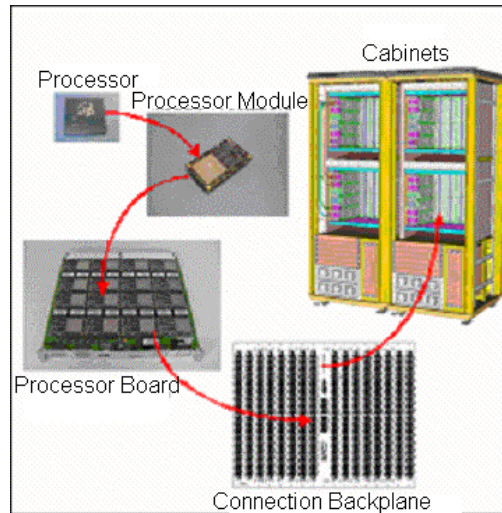 Cabinets
Processor
Processor Module
Processor Board
Connection Backplane